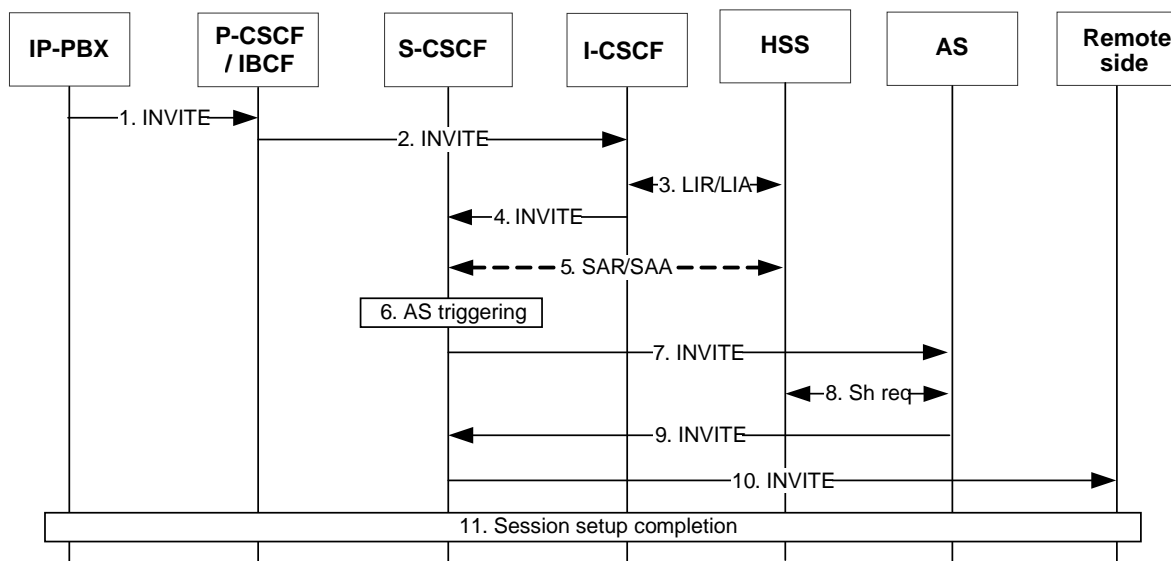 IP-PBX
P-CSCF
/ IBCF
S-CSCF
I-CSCF
HSS
AS
Remote
side
1. INVITE
2. INVITE
3. LIR/LIA
4. INVITE
5. SAR/SAA
6. AS triggering
7. INVITE
8. Sh req
9. INVITE
10. INVITE
11. Session setup completion